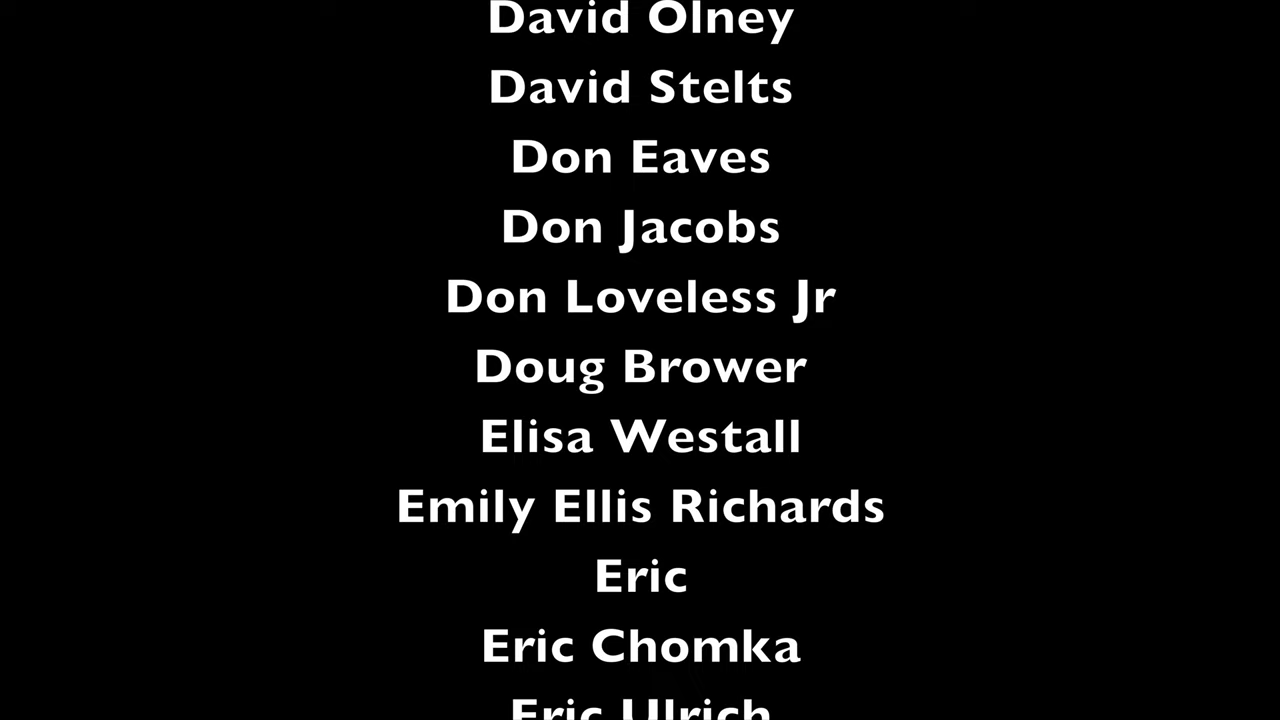 David Olney
David Stelts
Don Eaves
Don Jacobs
Don Loveless Jr
Doug Brower
Elisa Westall
Emily Ellis Richards
Eric
Eric Chomka
Eric Ulrich